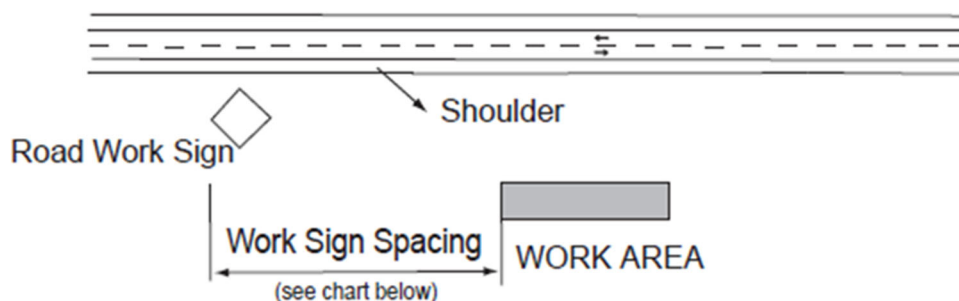 Shoulder
Road Work Sign
Work Sign Spacing
WORK AREA
(see chart below)